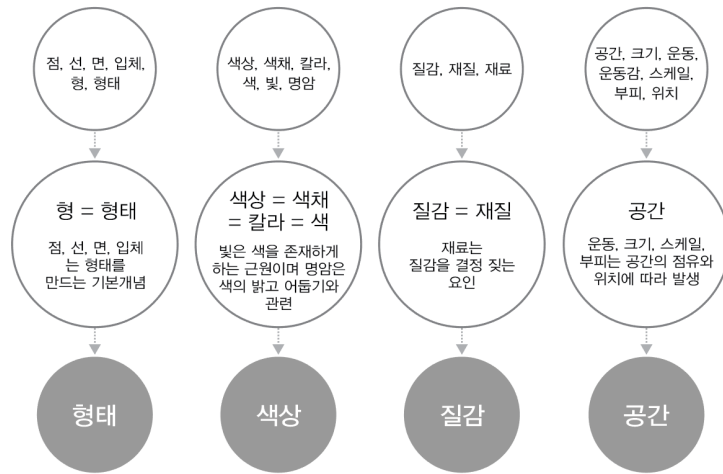 점, 선, 면, 입체,
형, 형태
색상, 색채, 칼라,
색, 빛, 명암
질감, 재질, 재료
공간, 크기, 운동,
운동감, 스케일,
부피, 위치
형 = 형태
점, 선, 면, 입체
는 형태를
만드는 기본개념
색상 = 색채
= 칼라 = 색
빛은 색을 존재하게
하는 근원이며 명암은
색의 밝고 어둡기와
관련
질감 = 재질
재료는
질감을 결정 짖는
요인
공간
운동, 크기, 스케일,
부피는 공간의 점유와
위치에 따라 발생
형태
색상
질감
공간